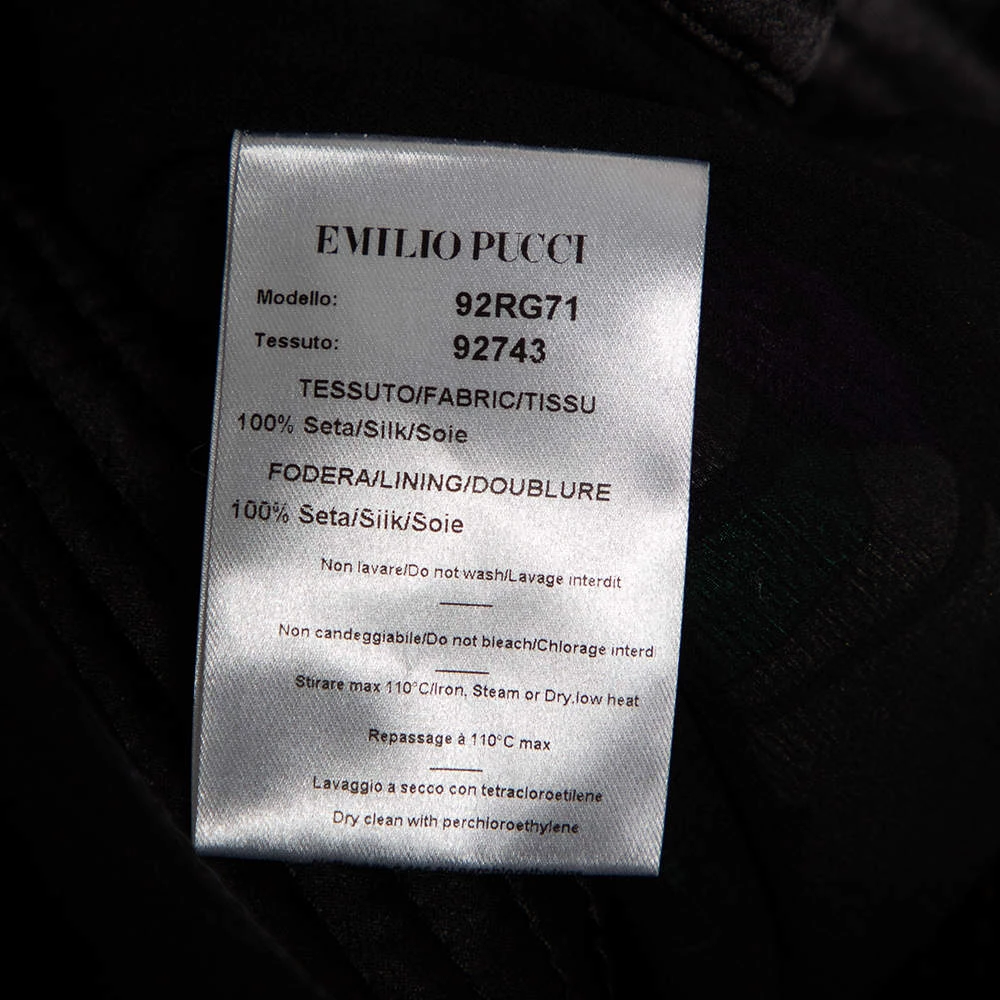 EMILIO PUCCI
Modello: 92RG71
Tessuto: 92743
TESSUTO/FABRIC/TISSU
100% Seta/Silk/Soie
FODERA/LINING/DOUBLURE
100% Seta/Silk/Soie
Non lavare/Do not wash/Lavage interdit
Non candeggiabile/Do not bleach/Chlorage interdi
Stirare max 110°C/Iron, Steam or Dry,low heat
Repassage à 110°C max
Lavaggio a secco con tetracloroetilene
Dry clean with perchloroethylene